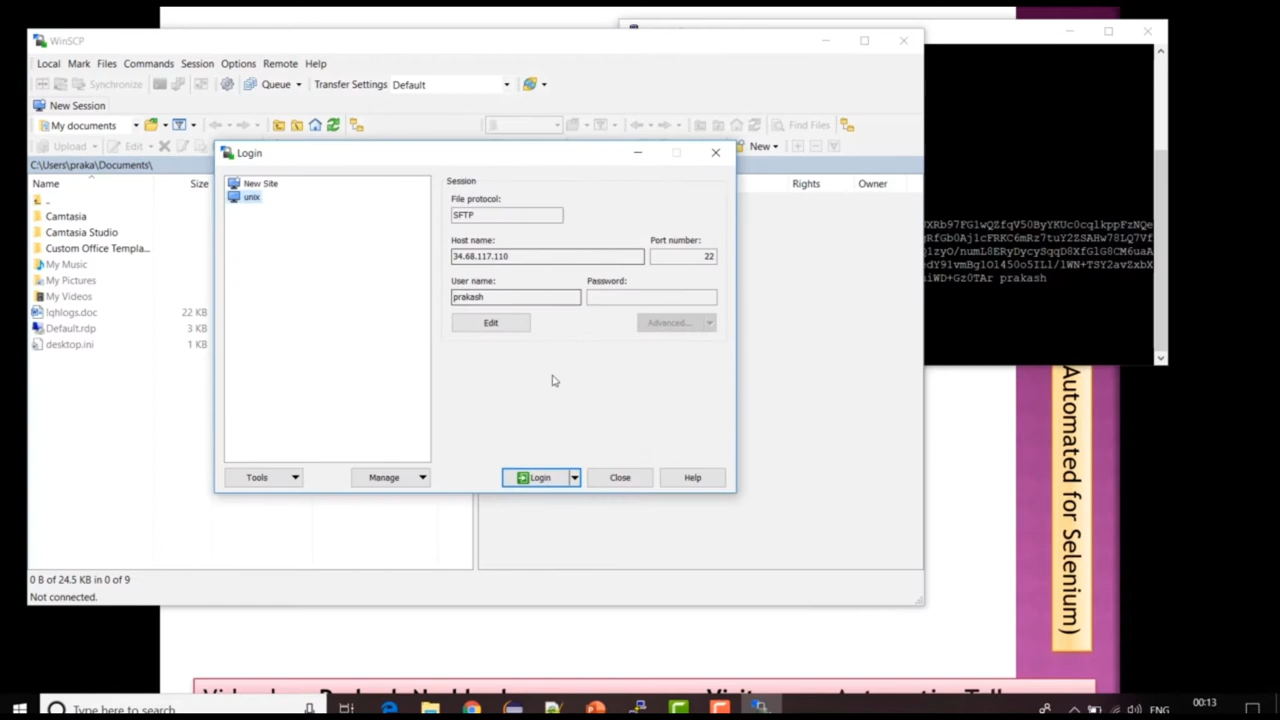 WinSCP
Local Mark Files Commands Session Options Remote Help
Synchronize Queue Transfer Settings Default
New Session
My documents Find Files
Upload Edit New
C:\Users\praka\Documents\
Name Size Rights Owner
..
Camtasia
Camtasia Studio
Custom Office Templa...
My Music
My Pictures
My Videos
lqhlogs.doc 22 KB
Default.rdp 3 KB
desktop.ini 1 KB
0 B of 24.5 KB in 0 of 9
Not connected.
Login
New Site
unix
Session
File protocol:
SFTP
Host name: Port number:
34.68.117.110 22
User name: Password:
prakash
Edit Advanced...
Tools Manage Login Close Help
prakash
Automated for Selenium)
Type here to search
ENG
00:13